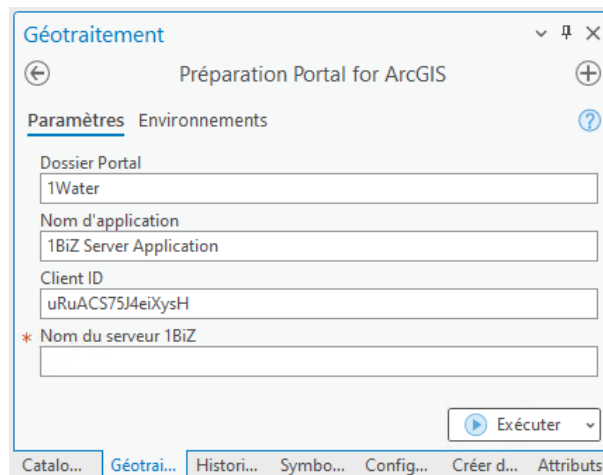 Géotraitement
Préparation Portal for ArcGIS
Paramètres Environnements
Dossier Portal
1Water
Nom d'application
1BiZ Server Application
Client ID
uRuACS75J4eiXysH
* Nom du serveur 1BiZ
Exécuter
Catalo... Géotrai... Histori... Symbo... Config... Créer d... Attributs